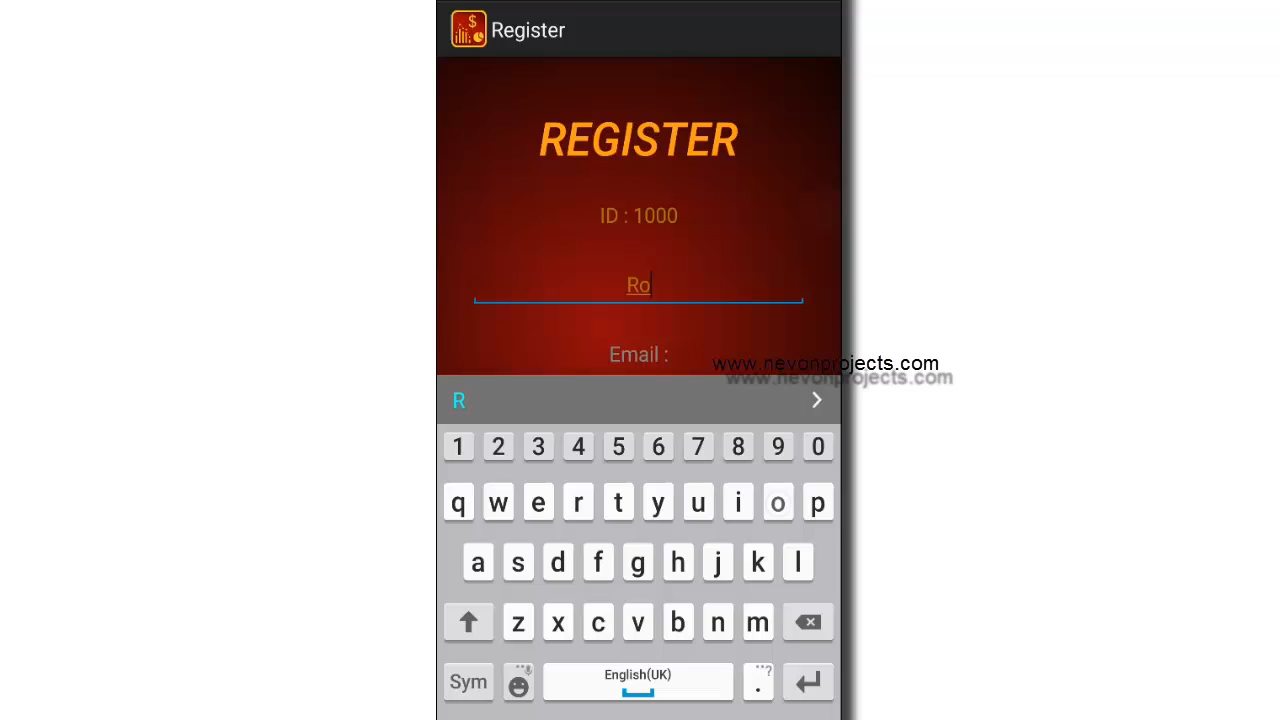 $
Register
REGISTER
ID : 1000
Ro
Email :
www.nevonprojects.com
www.nevonprojects.com
R
1 2 3 4 5 6 7 8 9 0
q w e r t y u i o p
a s d f g h j k l
z x c v b n m
Sym English(UK) . ?